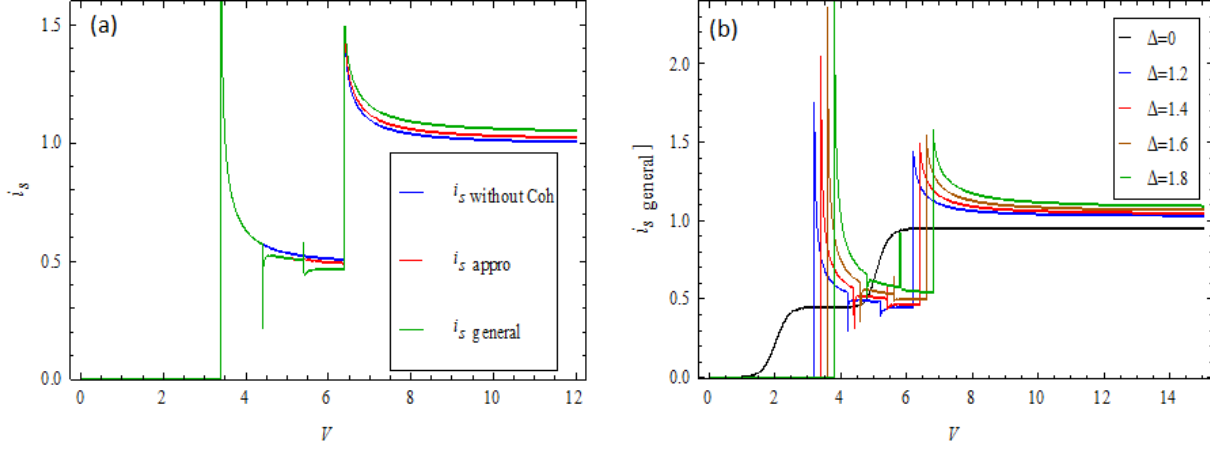 (a)
1.5
1.0
0.5
0.0
i_s
i_s without Coh
i_s appro
i_s general
0 2 4 6 8 10 12
V
(b)
2.0
1.5
1.0
0.5
0.0
i_s general]
Δ=0
Δ=1.2
Δ=1.4
Δ=1.6
Δ=1.8
0 2 4 6 8 10 12 14
V